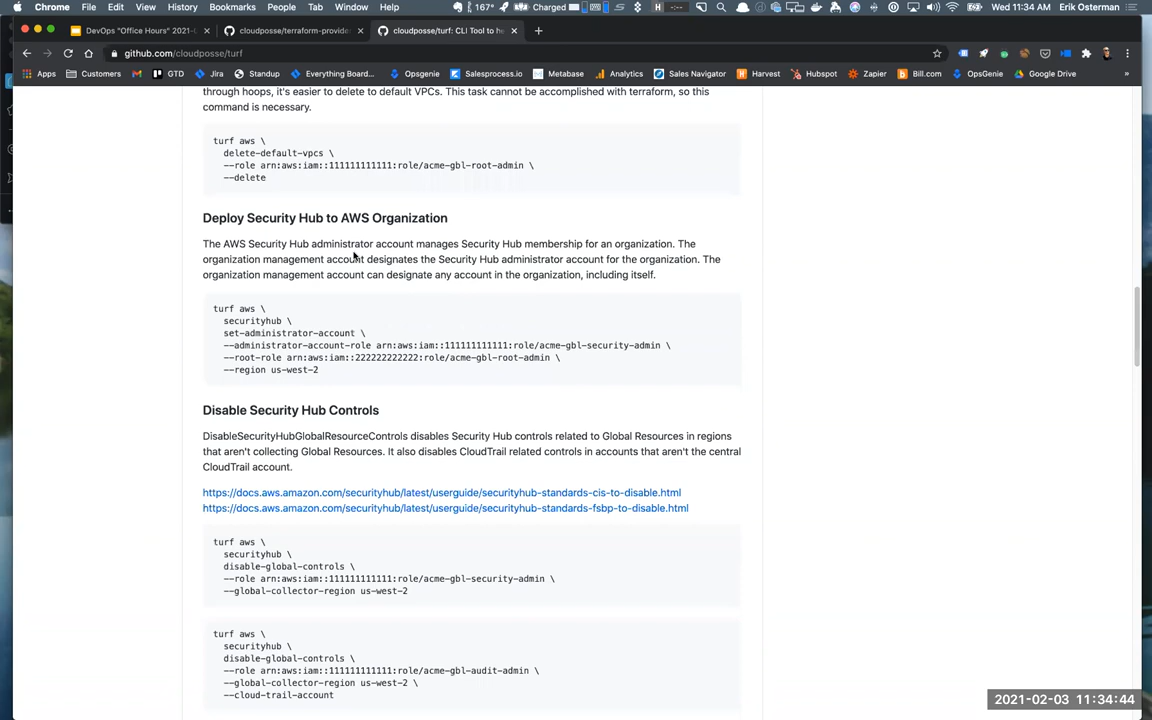 Chrome File Edit View History Bookmarks People Tab Window Help 167° Charged Wed 11:34 AM Erik Osterman
DevOps "Office Hours" 2021- cloudposse/terraform-provide cloudposse/turf: CLI Tool to he
github.com/cloudposse/turf
Apps Customers GTD Jira Standup Everything Board... Opsgenie Salesprocess.io Metabase Analytics Sales Navigator Harvest Hubspot Zapier Bill.com OpsGenie Google Drive »
through hoops, it's easier to delete to default VPCs. This task cannot be accomplished with terraform, so this
command is necessary.
turf aws \
delete-default-vpcs \
--role arn:aws:iam::111111111111:role/acme-gbl-root-admin \
--delete
Deploy Security Hub to AWS Organization
The AWS Security Hub administrator account manages Security Hub membership for an organization. The
organization management account designates the Security Hub administrator account for the organization. The
organization management account can designate any account in the organization, including itself.
turf aws \
securityhub \
set-administrator-account \
--administrator-account-role arn:aws:iam::111111111111:role/acme-gbl-security-admin \
--root-role arn:aws:iam::222222222222:role/acme-gbl-root-admin \
--region us-west-2
Disable Security Hub Controls
DisableSecurityHubGlobalResourceControls disables Security Hub controls related to Global Resources in regions
that aren't collecting Global Resources. It also disables CloudTrail related controls in accounts that aren't the central
CloudTrail account.
https://docs.aws.amazon.com/securityhub/latest/userguide/securityhub-standards-cis-to-disable.html
https://docs.aws.amazon.com/securityhub/latest/userguide/securityhub-standards-fsbp-to-disable.html
turf aws \
securityhub \
disable-global-controls \
--role arn:aws:iam::111111111111:role/acme-gbl-security-admin \
--global-collector-region us-west-2
turf aws \
securityhub \
disable-global-controls \
--role arn:aws:iam::111111111111:role/acme-gbl-audit-admin \
--global-collector-region us-west-2 \
--cloud-trail-account
2021-02-03 11:34:44